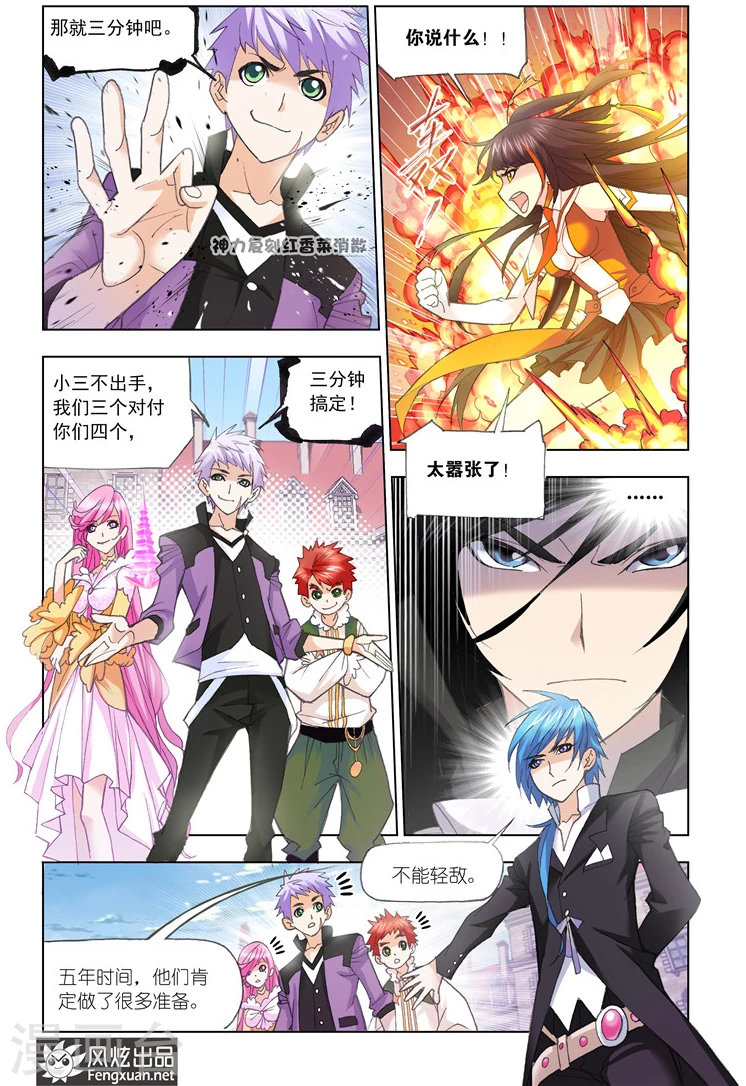 那就三分钟吧。
神力复刻红香菜消散
你说什么！！
轰！
太嚣张了！
小三不出手，
我们三个对付
你们四个，
三分钟
搞定！
……
不能轻敌。
五年时间，他们肯
定做了很多准备。
漫画台
风炫出品
Fengxuan.net